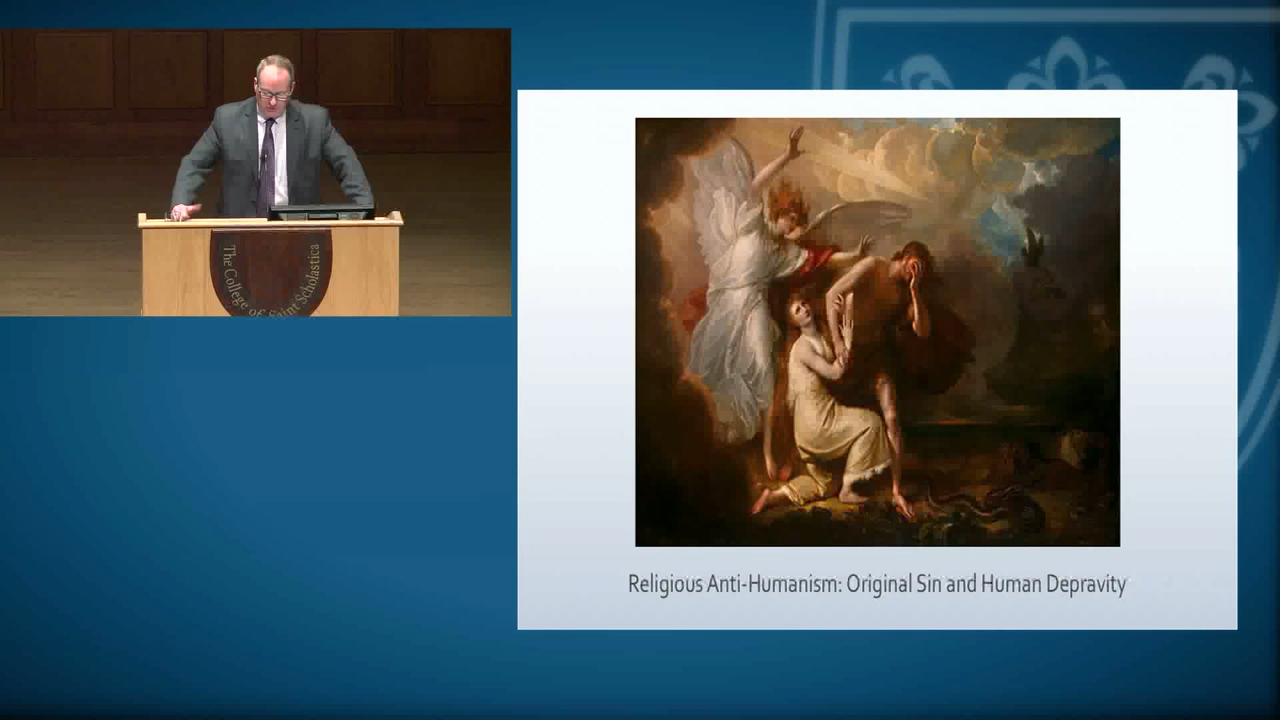 The College of Saint Scholastica
Religious Anti-Humanism: Original Sin and Human Depravity